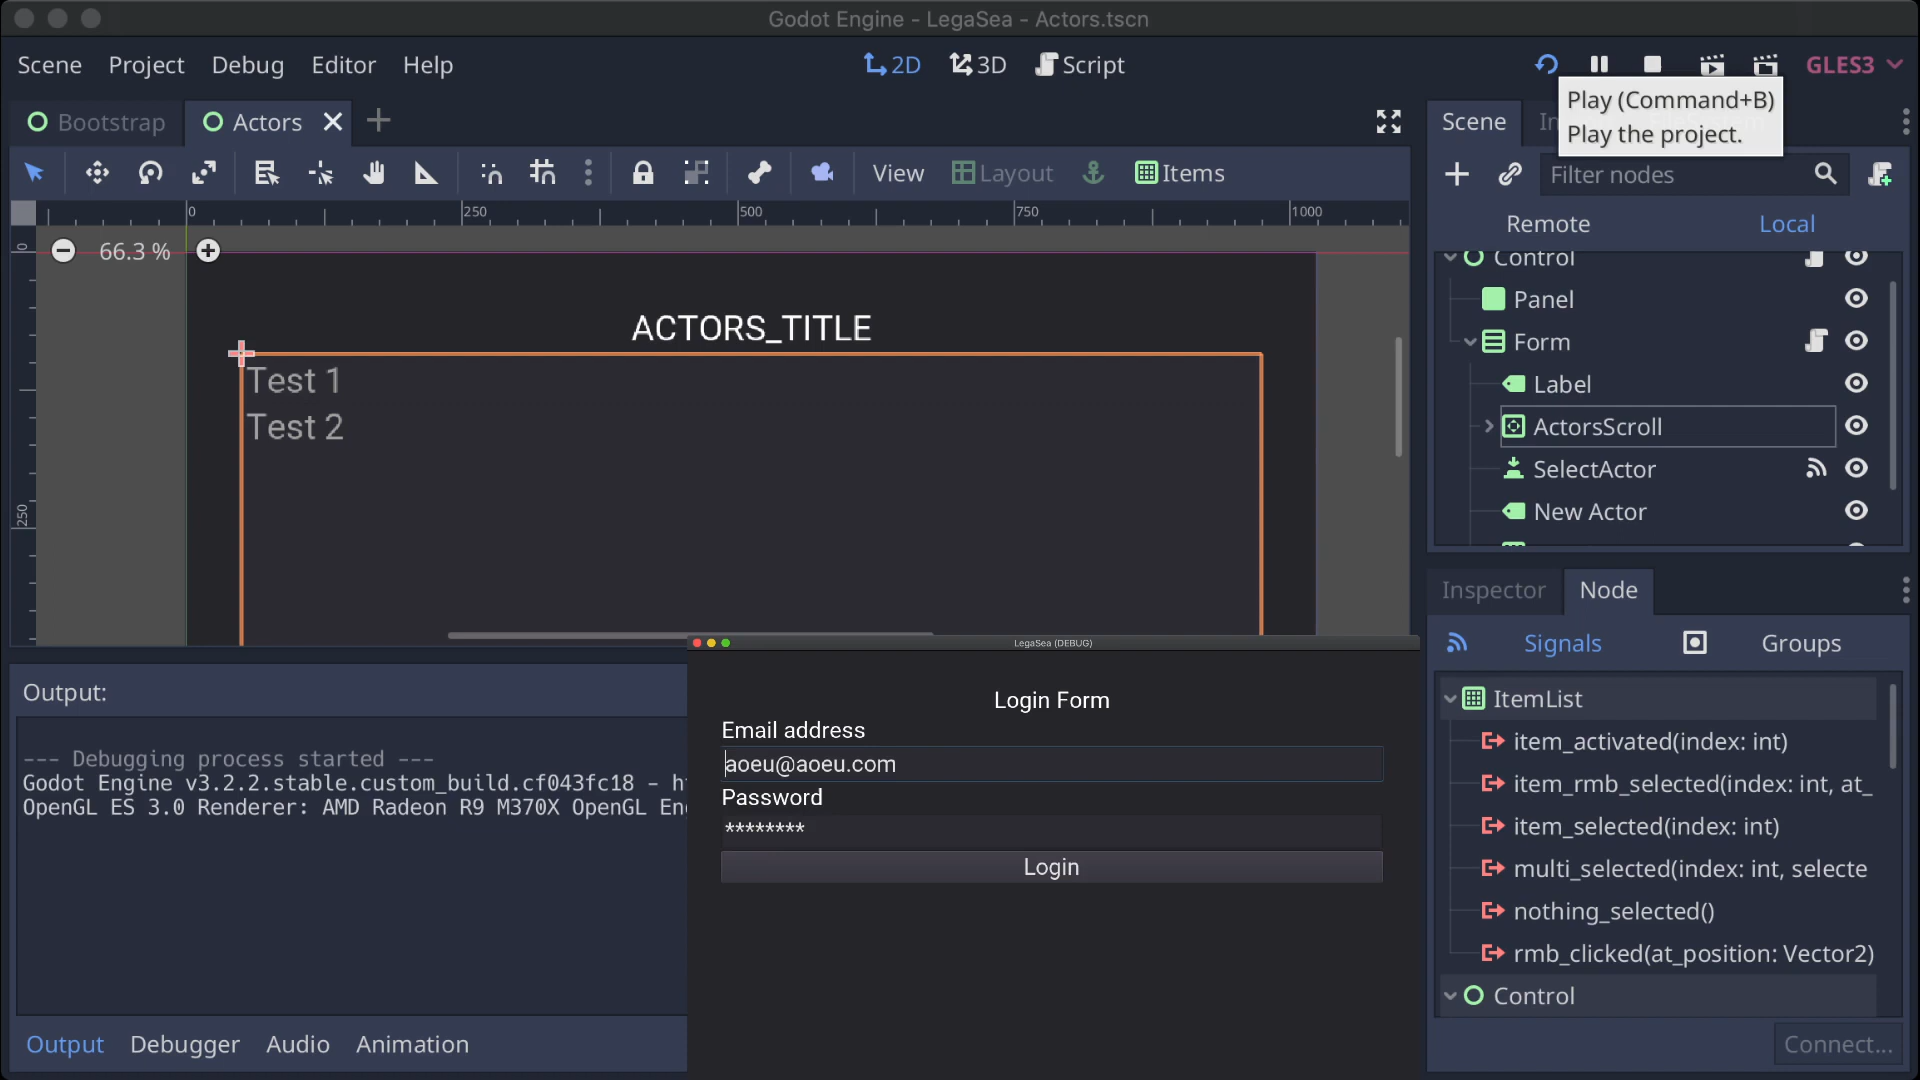 Godot Engine - LegaSea - Actors.tscn
Scene Project Debug Editor Help
2D 3D Script
GLES3
Play (Command+B)
Play the project.
Bootstrap Actors
Scene
View Layout Items
Filter nodes
0 250 500 750 1000
Remote Local
0
66.3 %
Control
Panel
Form
Label
ActorsScroll
SelectActor
New Actor
ACTORS_TITLE
Test 1
Test 2
250
Inspector Node
Signals Groups
ItemList
item_activated(index: int)
item_rmb_selected(index: int, at_
item_selected(index: int)
multi_selected(index: int, selecte
nothing_selected()
rmb_clicked(at_position: Vector2)
Control
Connect...
Output:
--- Debugging process started ---
Godot Engine v3.2.2.stable.custom_build.cf043fc18 - h
OpenGL ES 3.0 Renderer: AMD Radeon R9 M370X OpenGL En
Output Debugger Audio Animation
LegaSea (DEBUG)
Login Form
Email address
aoeu@aoeu.com
Password
********
Login